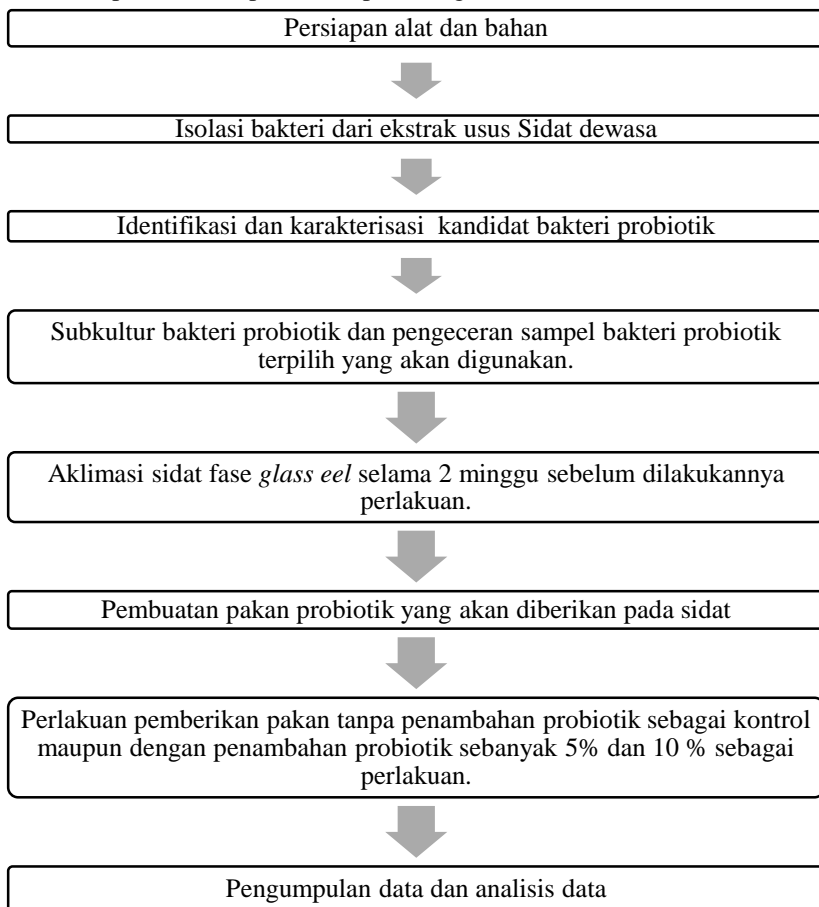 Persiapan alat dan bahan
Isolasi bakteri dari ekstrak usus Sidat dewasa
Identifikasi dan karakterisasi kandidat bakteri probiotik
Subkultur bakteri probiotik dan pengeceran sampel bakteri probiotik
terpilih yang akan digunakan.
Aklimasi sidat fase glass eel selama 2 minggu sebelum dilakukannya
perlakuan.
Pembuatan pakan probiotik yang akan diberikan pada sidat
Perlakuan pemberikan pakan tanpa penambahan probiotik sebagai kontrol
maupun dengan penambahan probiotik sebanyak 5% dan 10 % sebagai
perlakuan.
Pengumpulan data dan analisis data